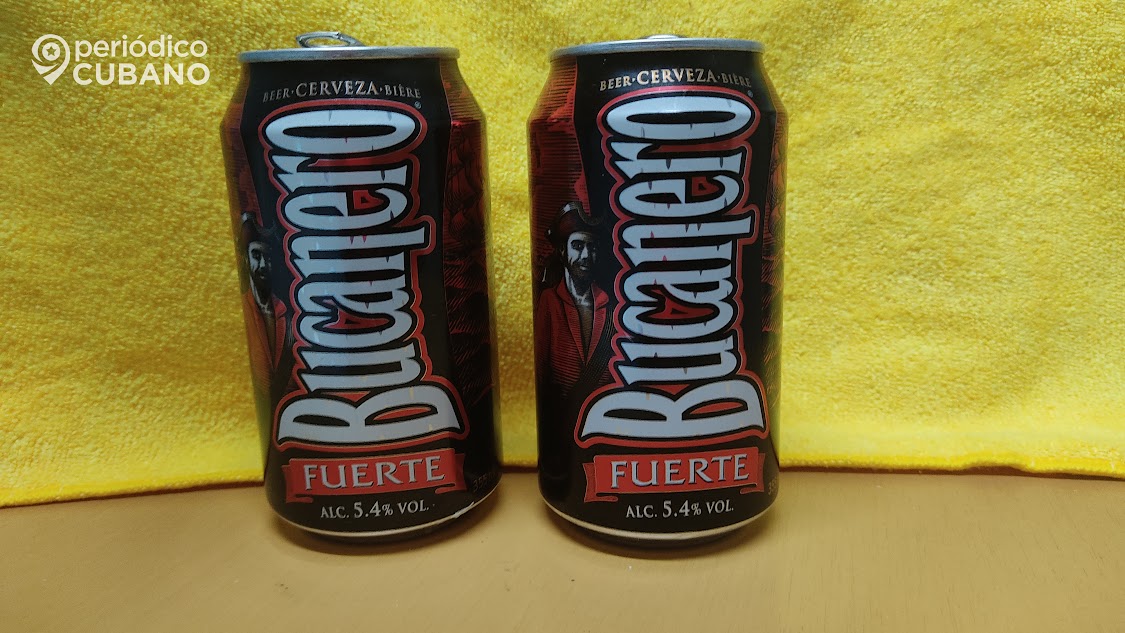 periódico
CUBANO
BEER·CERVEZA·BIÈRE
Bucanero
FUERTE
ALC. 5.4% VOL.
BEER·CERVEZA·BIÈRE
Bucanero
FUERTE
ALC. 5.4% VOL.